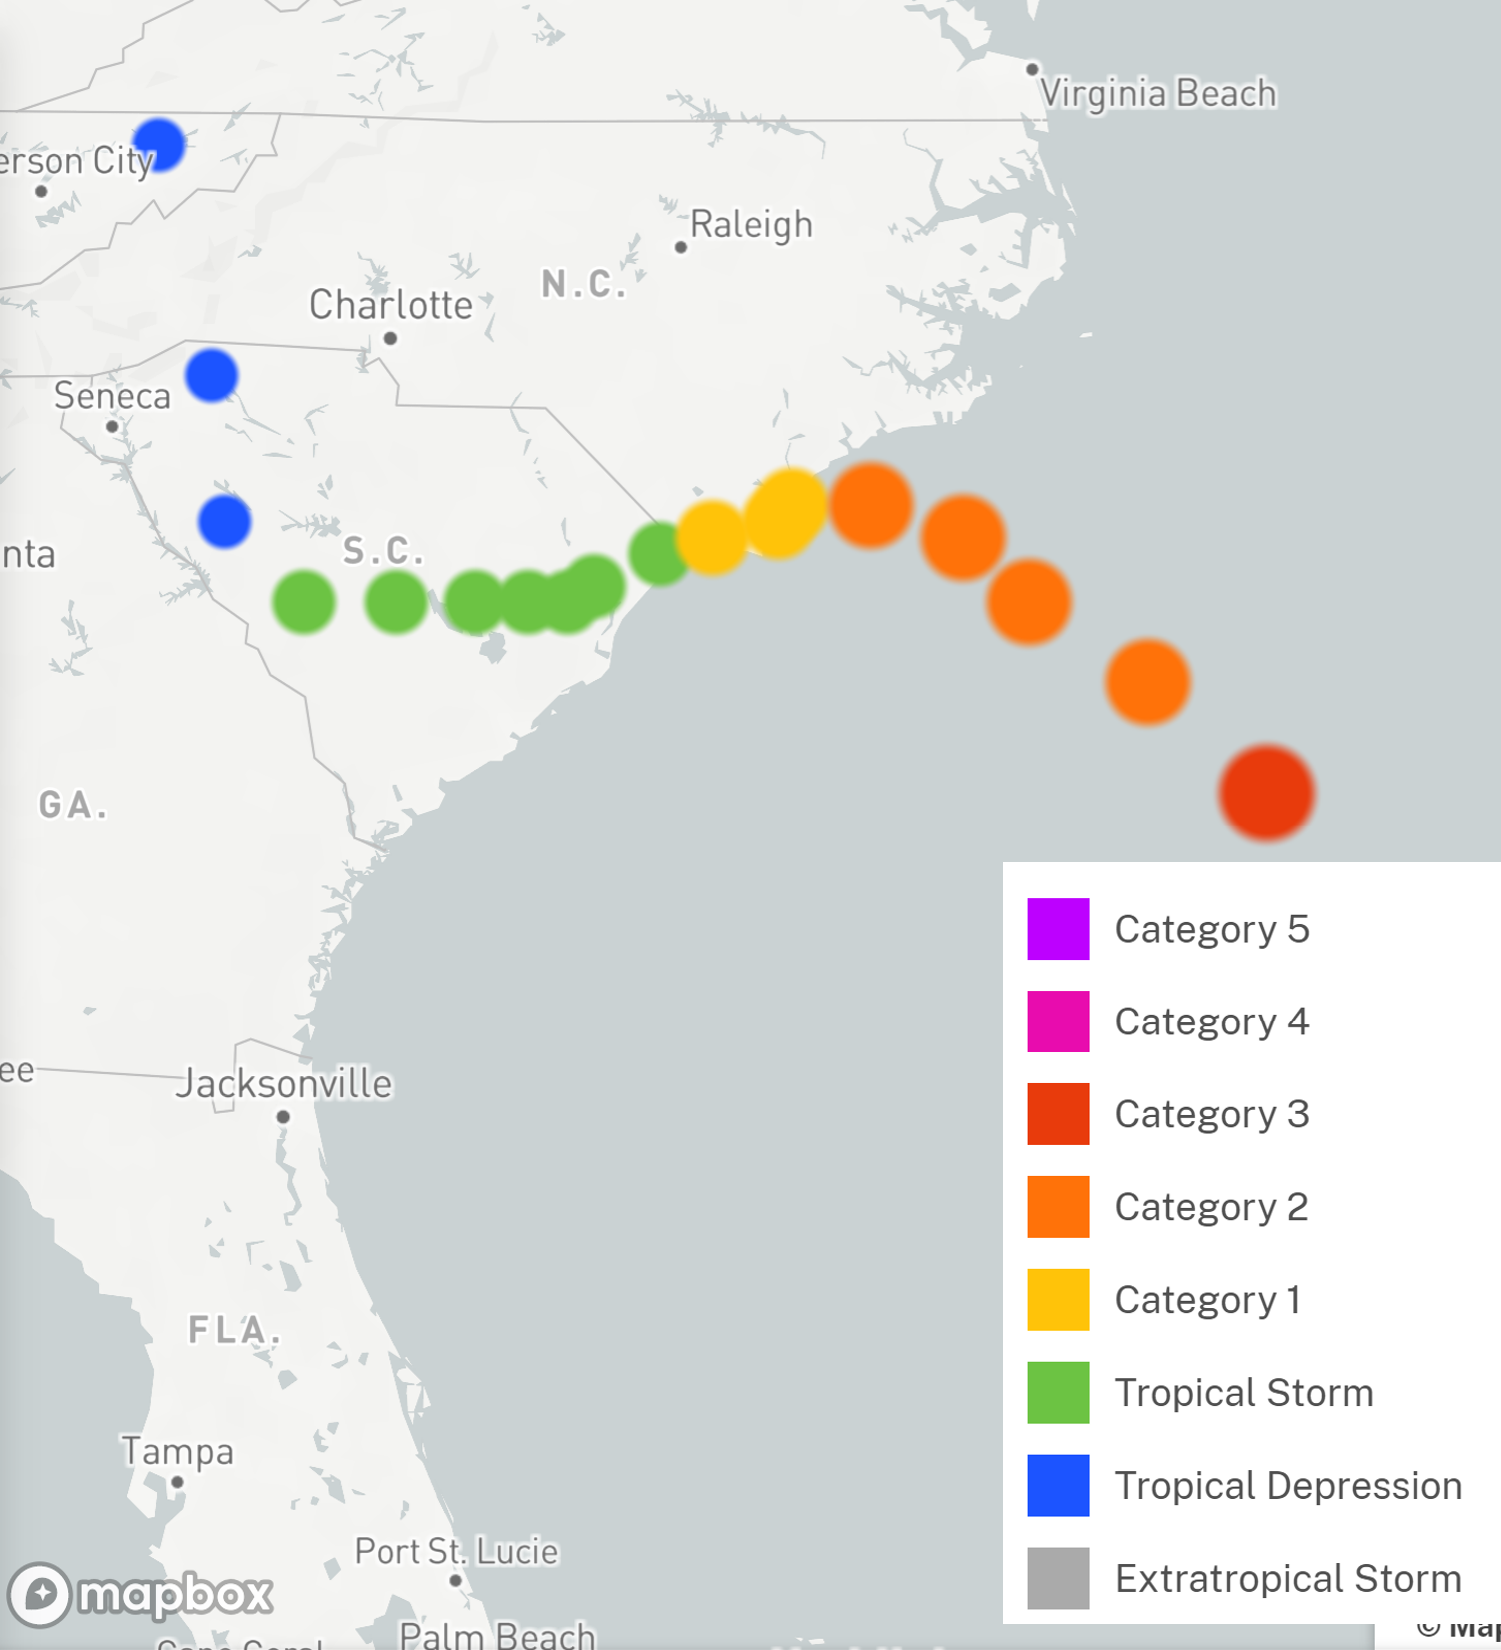 Virginia Beach
erson City
Raleigh
N.C.
Charlotte
Seneca
S.C.
nta
GA.
Category 5
Category 4
Category 3
Category 2
Category 1
Tropical Storm
Tropical Depression
Extratropical Storm
ee
Jacksonville
FLA.
Tampa
Port St. Lucie
mapbox
Palm Beach
© Map